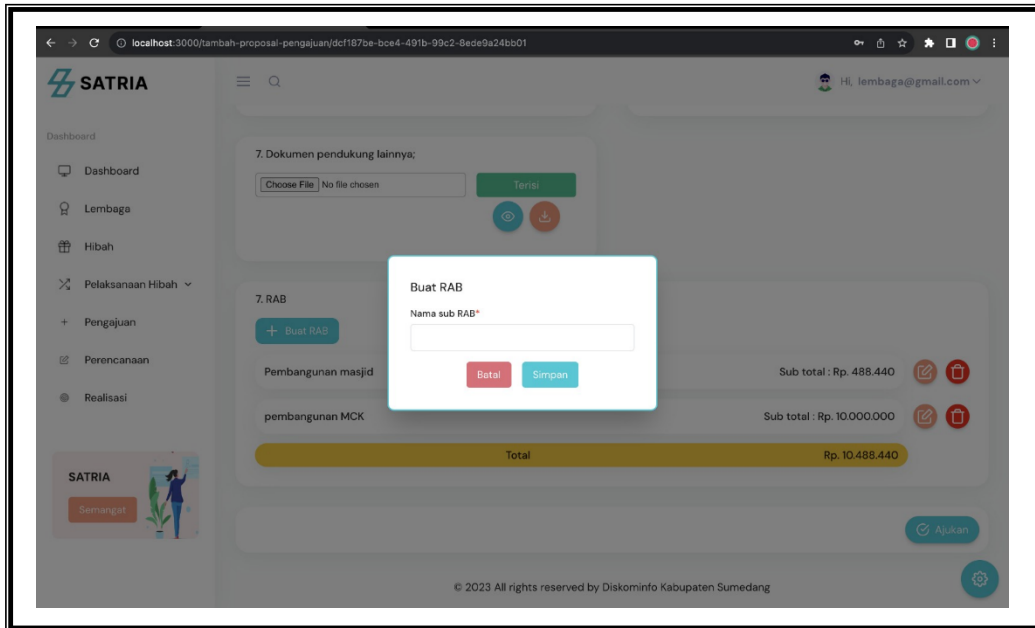 localhost:3000/tambah-proposal-pengajuan/dcf187be-bce4-491b-99c2-8ede9a24bb01
SATRIA
Hi, lembaga@gmail.com
Dashboard
Dashboard
Lembaga
Hibah
Pelaksanaan Hibah
+ Pengajuan
Perencanaan
Realisasi
SATRIA
Semangat
7. Dokumen pendukung lainnya;
Choose File No file chosen
Terisi
7. RAB
+ Buat RAB
Pembangunan masjid Sub total : Rp. 488.440
pembangunan MCK Sub total : Rp. 10.000.000
Total Rp. 10.488.440
Buat RAB
Nama sub RAB*
Batal Simpan
Ajukan
© 2023 All rights reserved by Diskominfo Kabupaten Sumedang